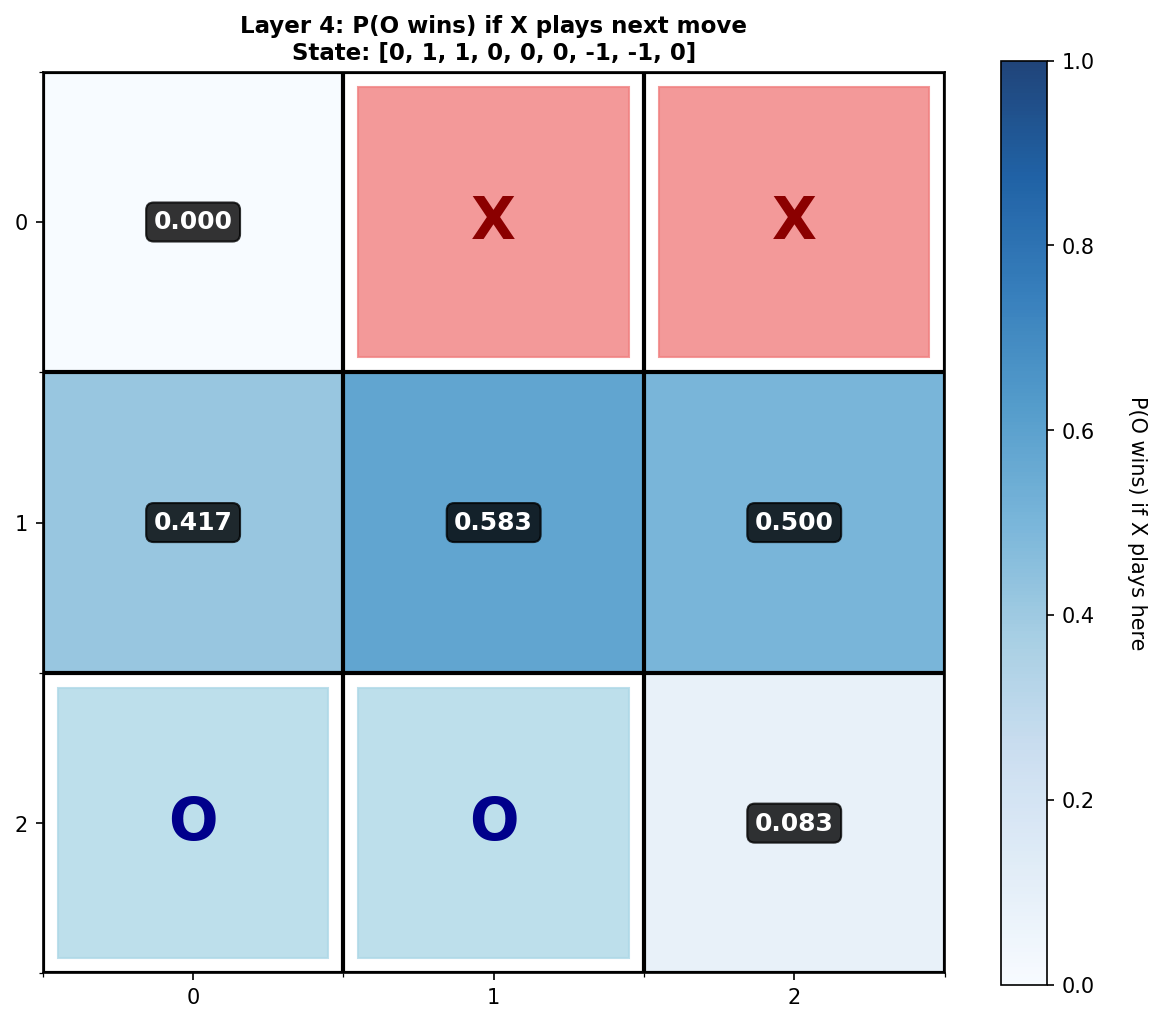 Layer 4: P(O wins) if X plays next move
State: [0, 1, 1, 0, 0, 0, -1, -1, 0]
0
0.000
X
X
1
0.417
0.583
0.500
2
O
O
0.083
0
1
2
1.0
0.8
0.6
0.4
0.2
0.0
P(O wins) if X plays here